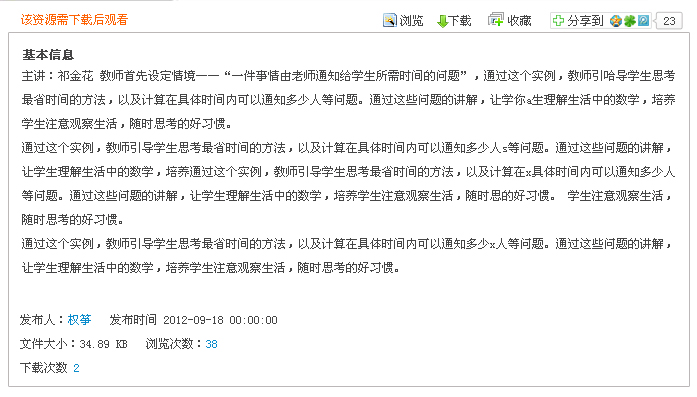 该资源需下载后观看 浏览 下载 收藏 分享到 23
基本信息
主讲：祁金花 教师首先设定情境——“一件事情由老师通知给学生所需时间的问题”，通过这个实例，教师引哈导学生思考
最省时间的方法，以及计算在具体时间内可以通知多少人等问题。通过这些问题的讲解，让学你a生理解生活中的数学，培养
学生注意观察生活，随时思考的好习惯。
通过这个实例，教师引导学生思考最省时间的方法，以及计算在具体时间内可以通知多少人s等问题。通过这些问题的讲解，
让学生理解生活中的数学，培养通过这个实例，教师引导学生思考最省时间的方法，以及计算在x具体时间内可以通知多少人
等问题。通过这些问题的讲解，让学生理解生活中的数学，培养学生注意观察生活，随时思的好习惯。 学生注意观察生活，
随时思考的好习惯。
通过这个实例，教师引导学生思考最省时间的方法，以及计算在具体时间内可以通知多少x人等问题。通过这些问题的讲解，
让学生理解生活中的数学，培养学生注意观察生活，随时思考的好习惯。
发布人：权筝 发布时间 2012-09-18 00:00:00
文件大小：34.89 KB 浏览次数：38
下载次数 2